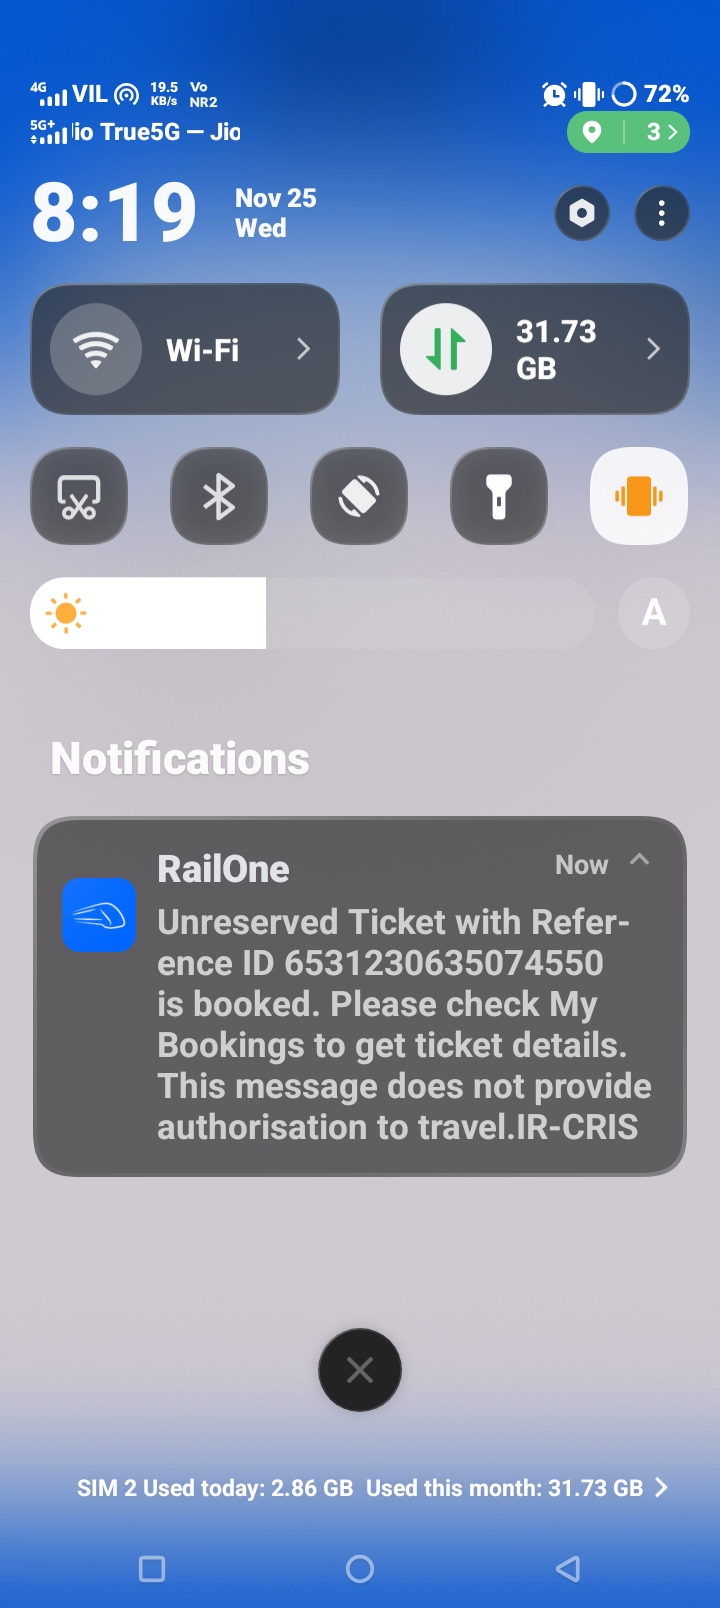 4G VIL 19.5 KB/s Vo NR2 72%
5G+ Jio True5G — Jio 3
8:19 Nov 25
Wed
Wi-Fi 31.73
GB
A
Notifications
RailOne Now
Unreserved Ticket with Refer-
ence ID 6531230635074550
is booked. Please check My
Bookings to get ticket details.
This message does not provide
authorisation to travel.IR-CRIS
SIM 2 Used today: 2.86 GB Used this month: 31.73 GB